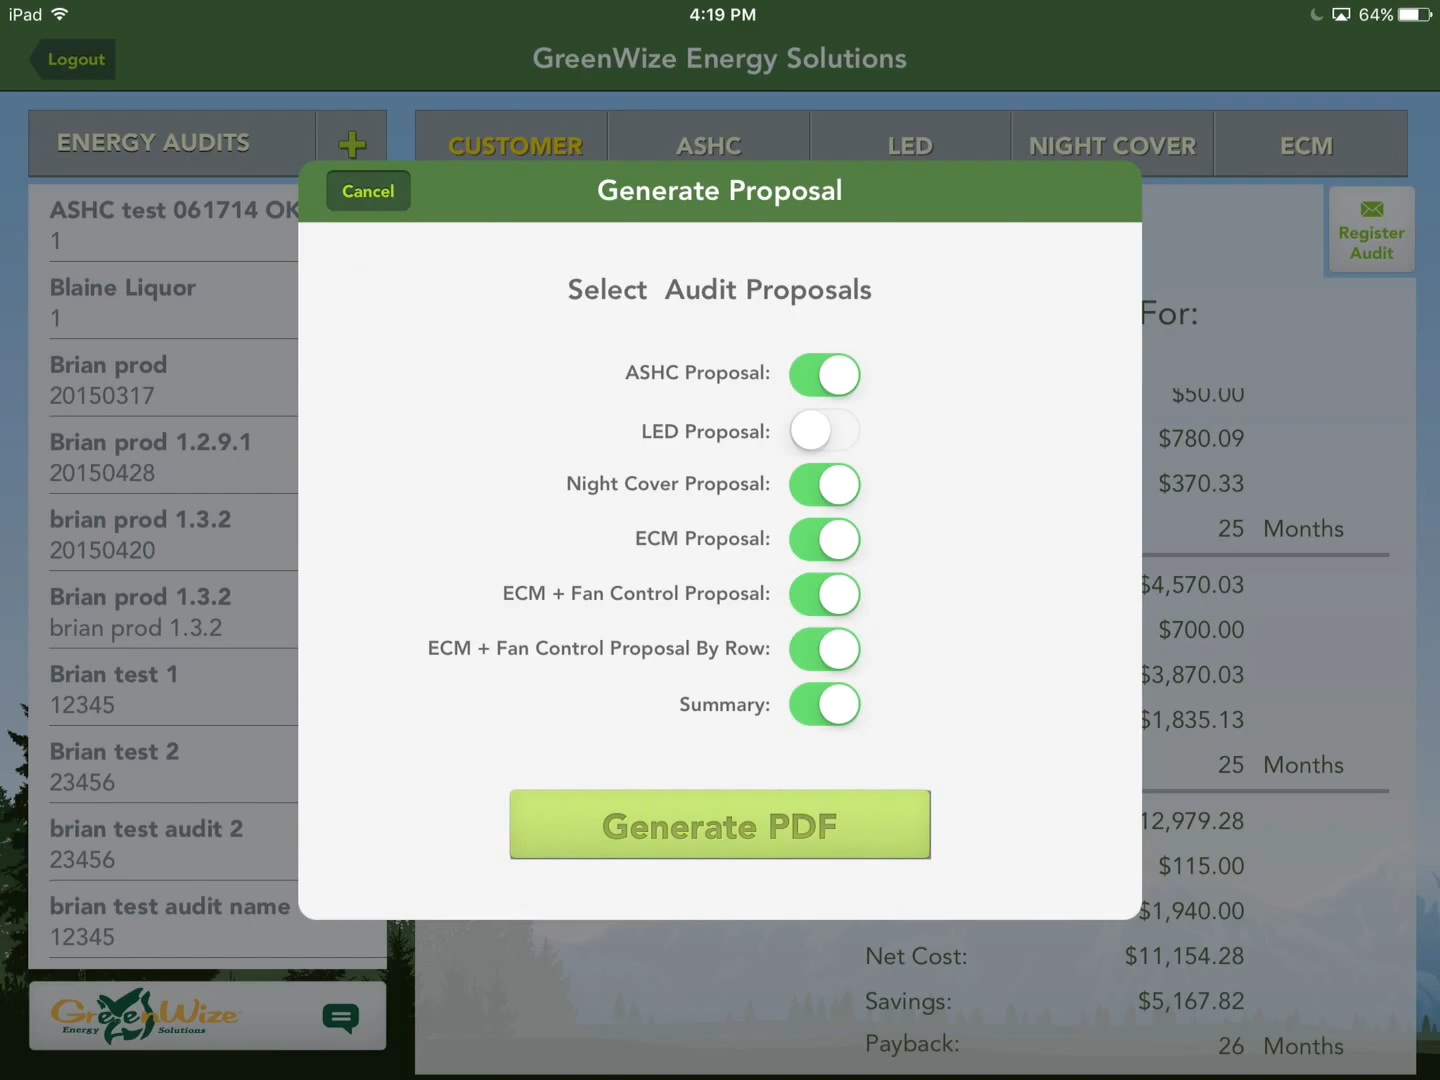 iPad
4:19 PM
64%
Logout
GreenWize Energy Solutions
ENERGY AUDITS
+
CUSTOMER
ASHC
LED
NIGHT COVER
ECM
Cancel
Generate Proposal
Register
Audit
ASHC test 061714 OK
1
Blaine Liquor
1
Brian prod
20150317
Brian prod 1.2.9.1
20150428
brian prod 1.3.2
20150420
Brian prod 1.3.2
brian prod 1.3.2
Brian test 1
12345
Brian test 2
23456
brian test audit 2
23456
brian test audit name
12345
Select Audit Proposals
ASHC Proposal:
LED Proposal:
Night Cover Proposal:
ECM Proposal:
ECM + Fan Control Proposal:
ECM + Fan Control Proposal By Row:
Summary:
Generate PDF
For:
$50.00
$780.09
$370.33
25 Months
$4,570.03
$700.00
$3,870.03
$1,835.13
25 Months
12,979.28
$115.00
$1,940.00
Net Cost: $11,154.28
Savings: $5,167.82
Payback: 26 Months
GreenWize
Energy Solutions